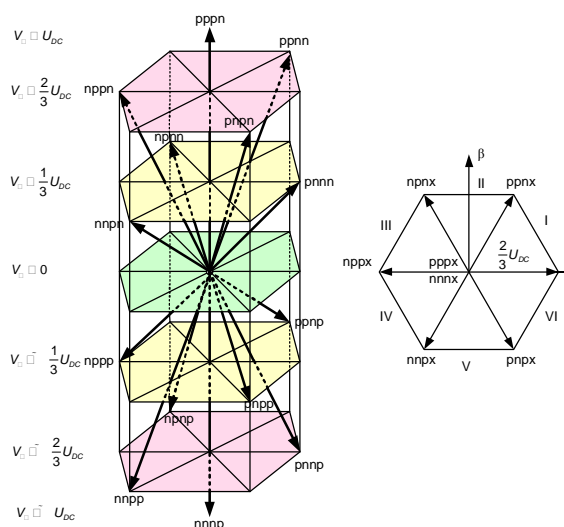 V□ □ U_DC
V□ □ 2/3 U_DC
V□ □ 1/3 U_DC
V□ □ 0
V□ □ ‾ 1/3 U_DC
V□ □ ‾ 2/3 U_DC
V□ □ ‾ U_DC
pppn
ppnn
nppn
pnpn
npnn
pnnn
nnpn
ppnp
nppp
pnpp
npnp
pnnp
nnpp
nnnp
β
npnx
II
ppnx
III
I
nppx
pppx
nnnx
2/3 U_DC
IV
VI
nnpx
V
pnpx